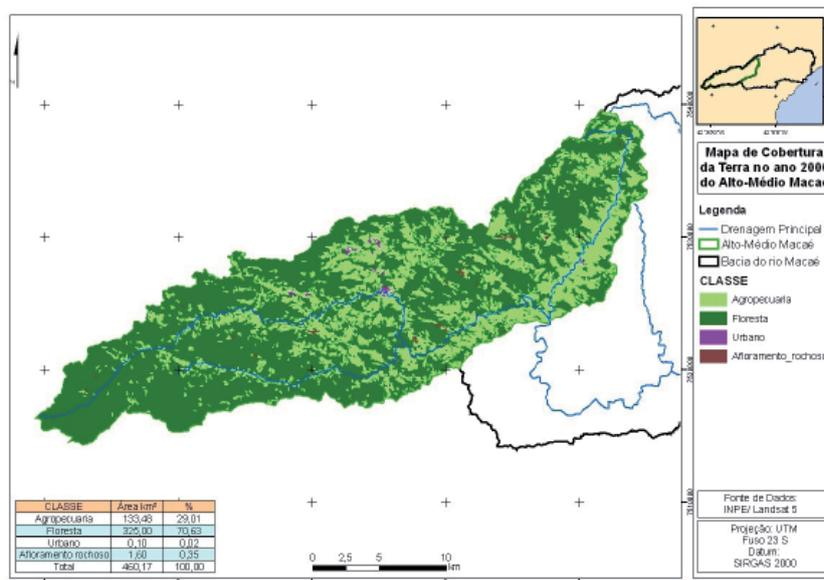 Mapa de Cobertura
da Terra no ano 200
do Alto-Médio Maca
Legenda
Drenagem Principal
Alto-Médio Macaé
Bacia do rio Macaé
CLASSE
Agropecuaria
Floresta
Urbano
Afloramento_rochos
CLASSE Área km² %
Agropecuaria 133,48 29,01
Floresta 325,00 70,63
Urbano 0,10 0,02
Afloramento rochoso 1,60 0,35
Total 460,17 100,00
0 2,5 5 10
km
Fonte de Dados:
INPE/ Landsat 5
Projeção: UTM
Fuso 23 S
Datum:
SIRGAS 2000